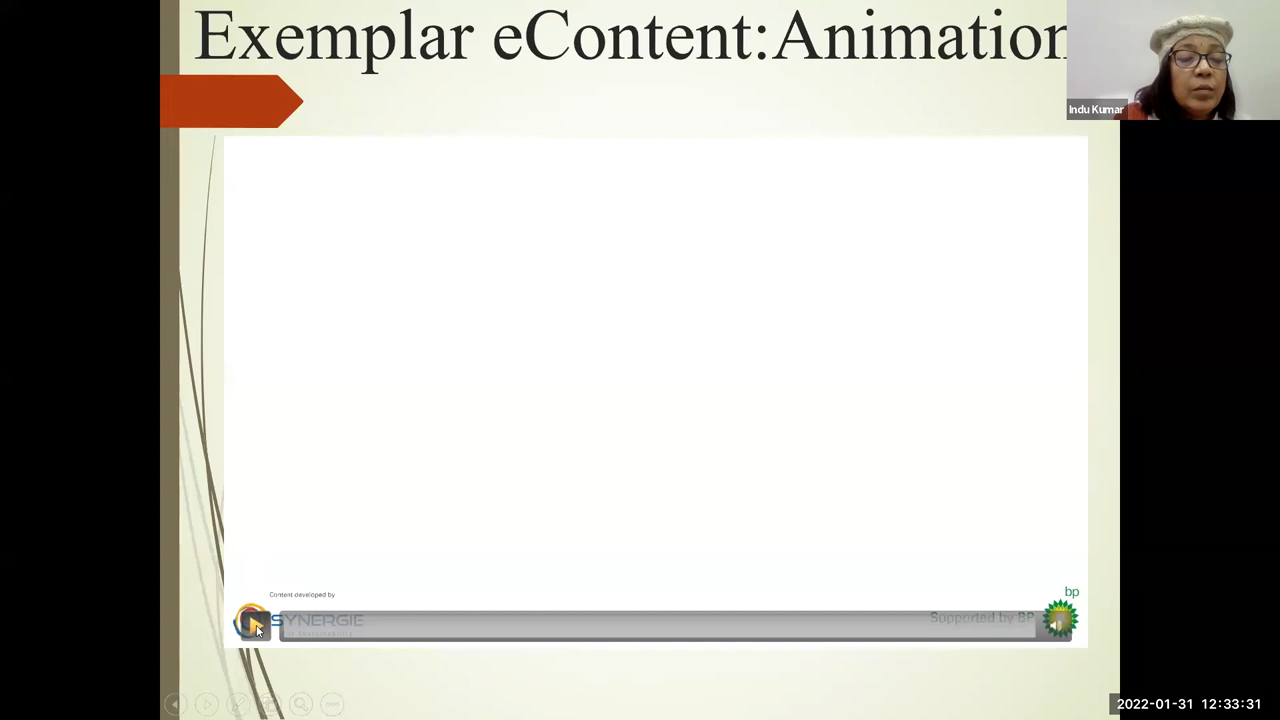 Exemplar eContent:Animation
Indu Kumar
bp
Content developed by
SYNERGIE
Supported by BP
2022-01-31 12:33:31